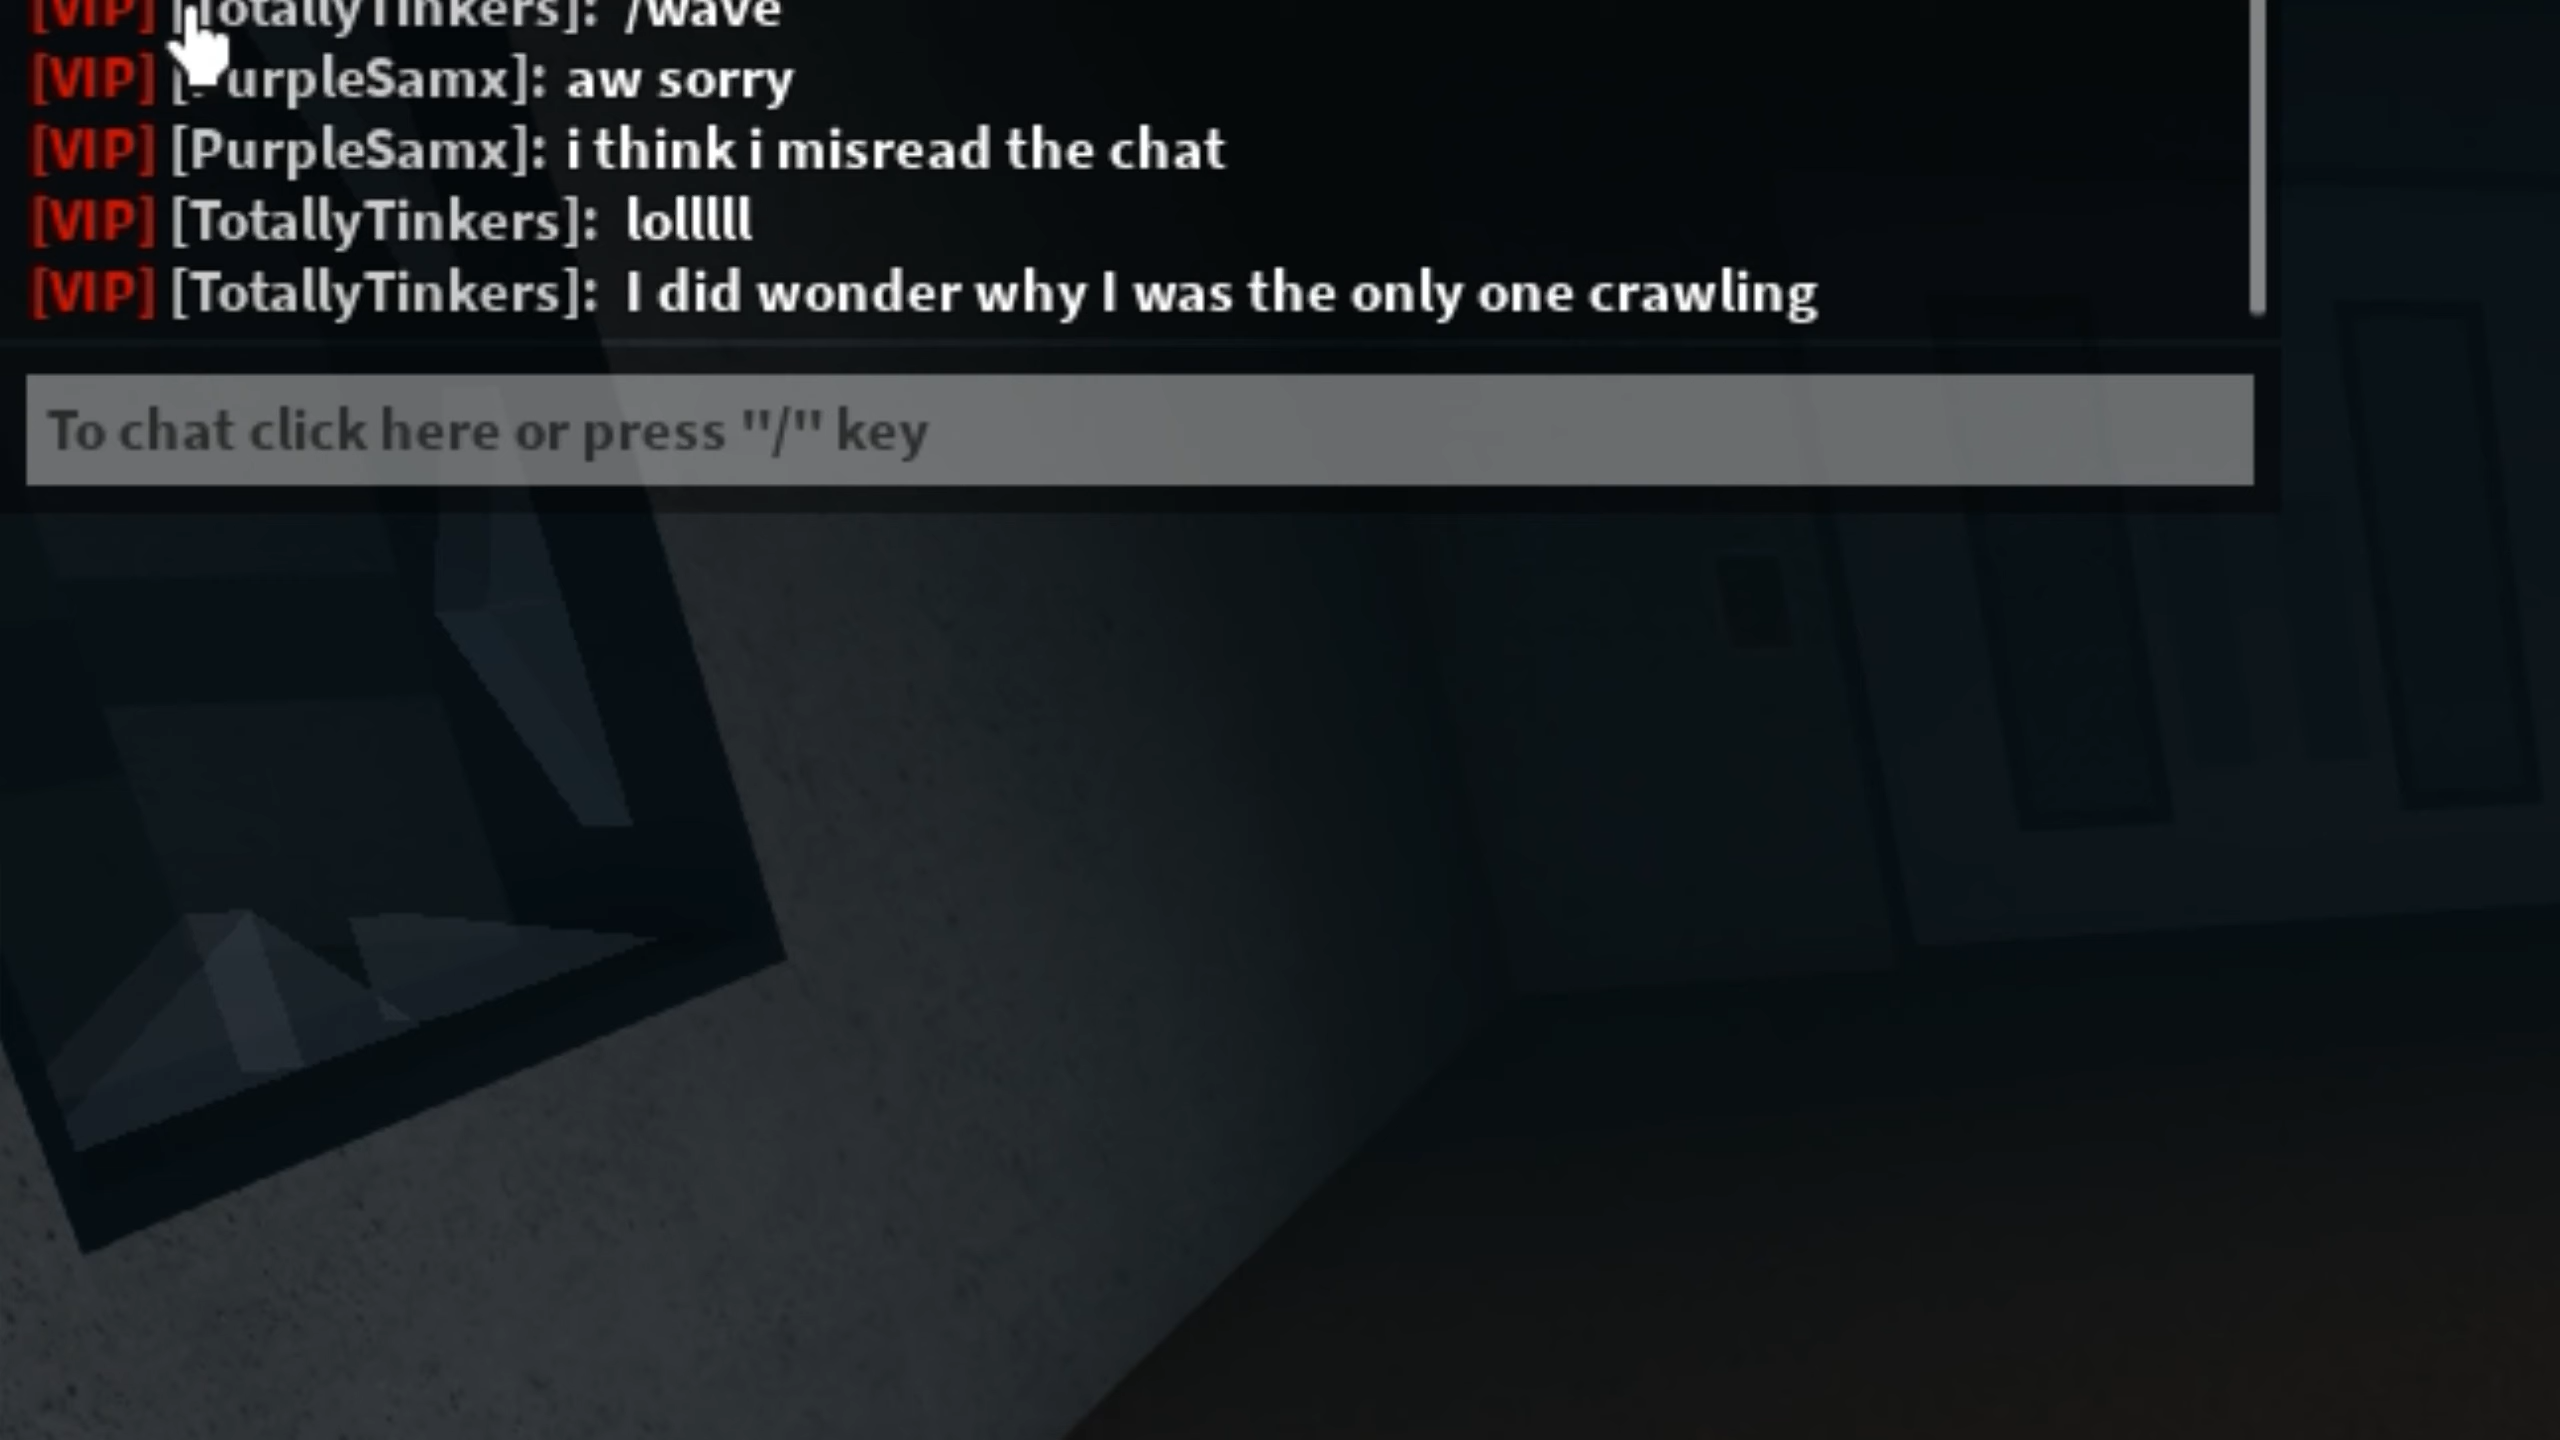 [VIP] [TotallyTinkers]: /wave
[VIP] [PurpleSamx]: aw sorry
[VIP] [PurpleSamx]: i think i misread the chat
[VIP] [TotallyTinkers]: lolllll
[VIP] [TotallyTinkers]: I did wonder why I was the only one crawling
To chat click here or press "/" key